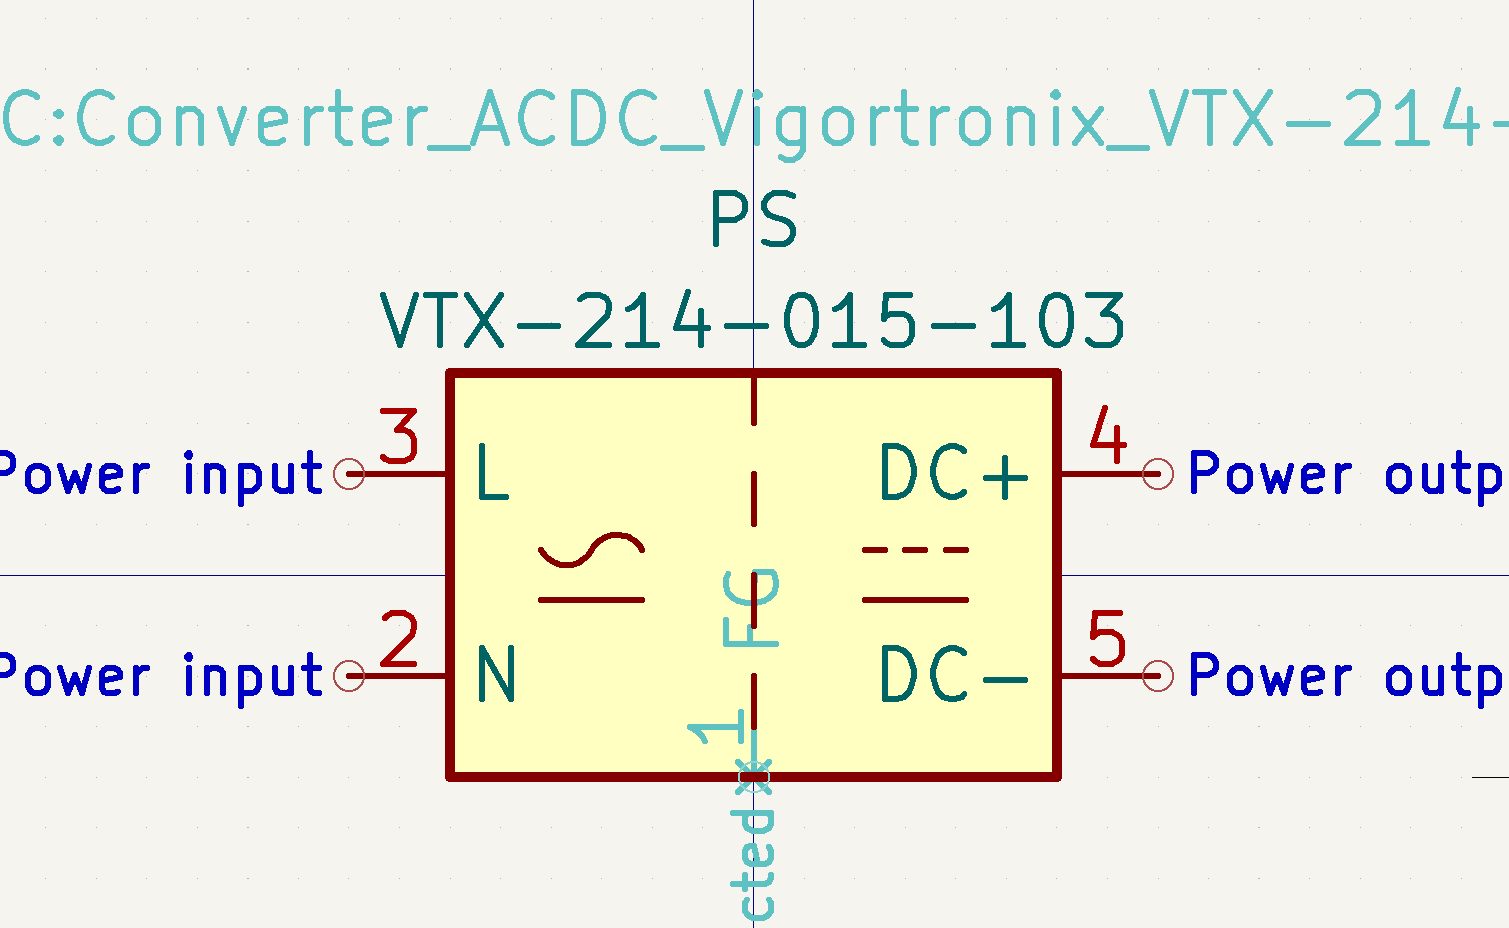 C:Converter_ACDC_Vigortronix_VTX-214-
PS
VTX-214-015-103
3
4
Power input
L
DC+
Power outp
FG
2
5
Power input
N
DC-
Power outp
1
cted